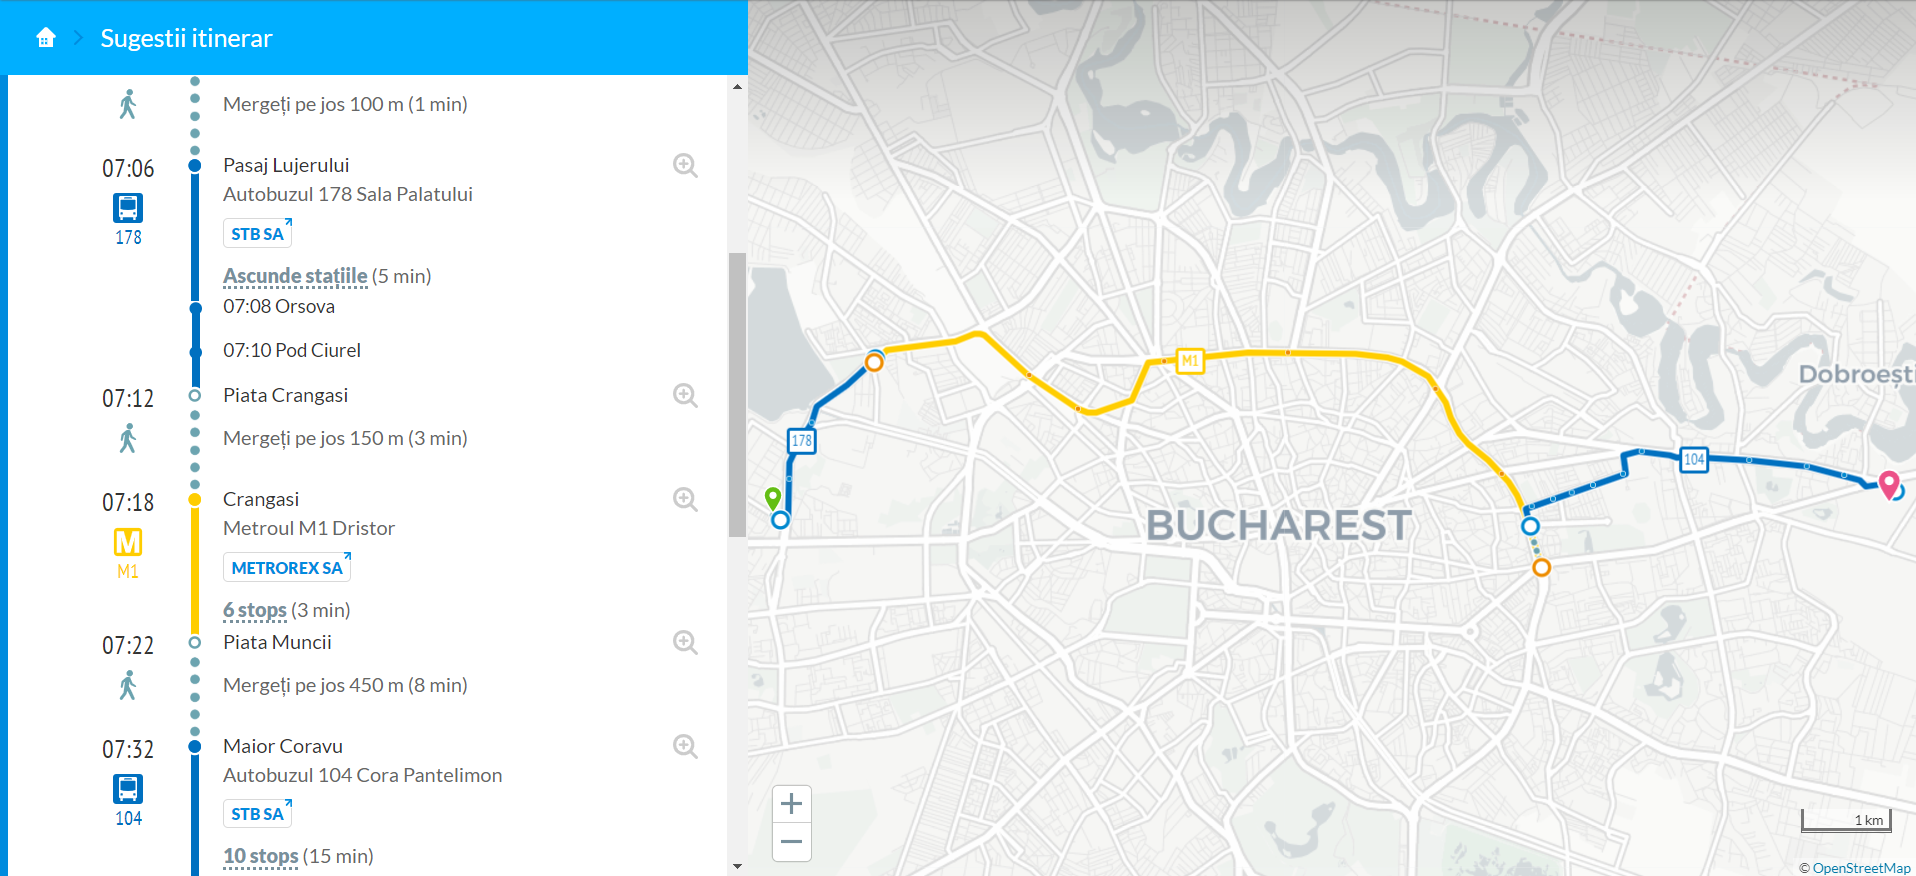 Sugestii itinerar
Mergeți pe jos 100 m (1 min)
07:06
Pasaj Lujerului
Autobuzul 178 Sala Palatului
178
STB SA
Ascunde stațiile (5 min)
07:08 Orsova
07:10 Pod Ciurel
07:12
Piata Crangasi
Mergeți pe jos 150 m (3 min)
07:18
Crangasi
Metroul M1 Dristor
M
M1
METROREX SA
6 stops (3 min)
07:22
Piata Muncii
Mergeți pe jos 450 m (8 min)
07:32
Maior Coravu
Autobuzul 104 Cora Pantelimon
104
STB SA
10 stops (15 min)
M1
Dobroești
178
104
BUCHAREST
+
−
1 km
© OpenStreetMap